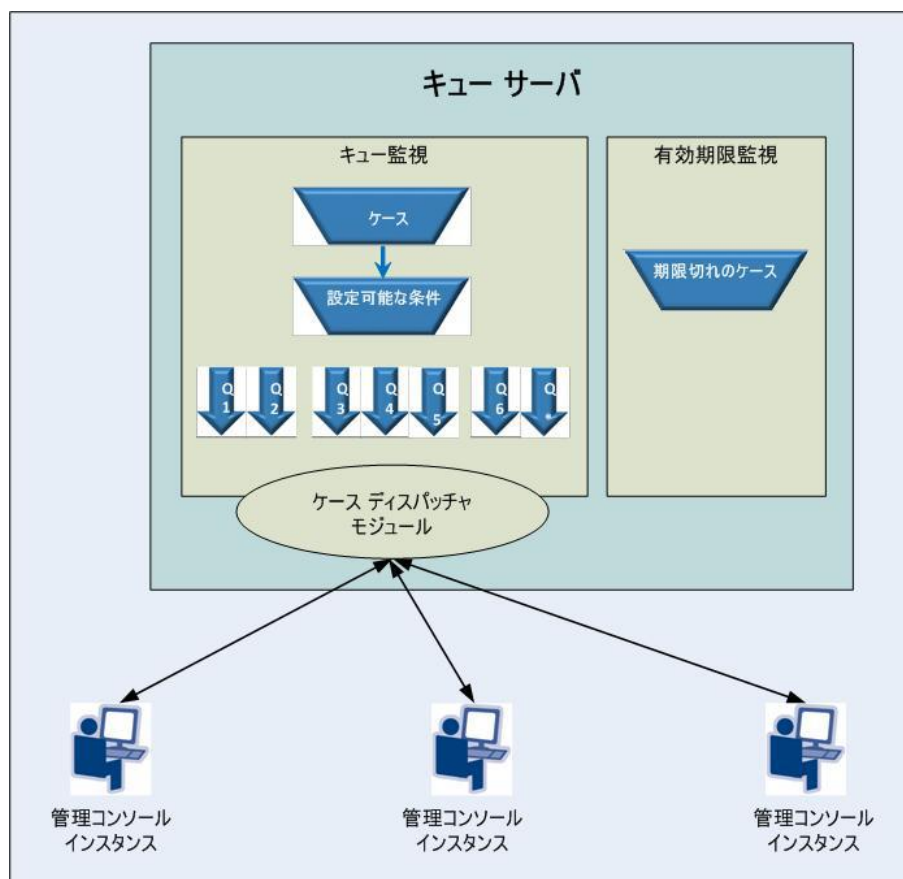 キュー サーバ
キュー監視
有効期限監視
ケース
期限切れのケース
設定可能な条件
Q
1
Q
2
Q
3
Q
4
Q
5
Q
6
Q
*
ケース ディスパッチャ
モジュール
管理コンソール
インスタンス
管理コンソール
インスタンス
管理コンソール
インスタンス